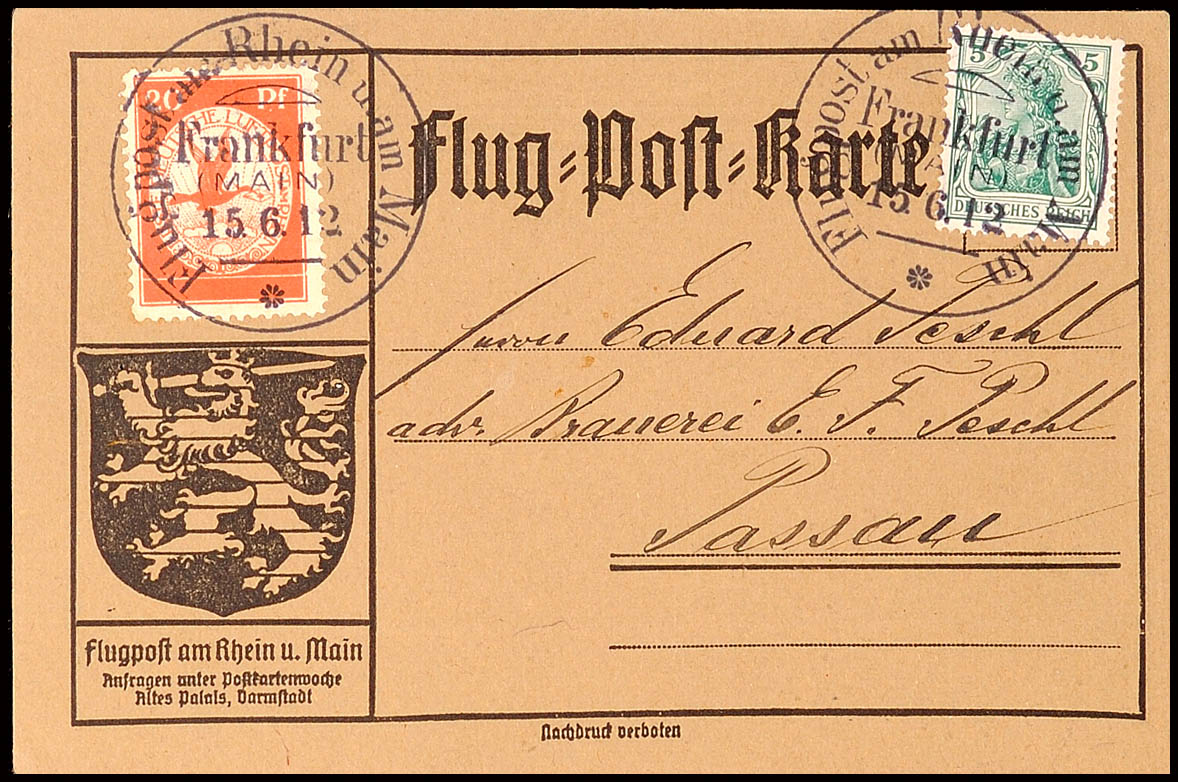 Flugpost am Rhein u. am Main
Frankfurt
(MAIN)
15.6.12
20 Pf
Flug=Post=Karte
Flugpost am Rhein u. am Main
Frankfurt
(MAIN)
15.6.12
5 5
DEUTSCHES REICH
Herrn Eduard Peschl
adr. Brauerei E. F. Peschl
Passau
Flugpost am Rhein u. Main
Anfragen unter Postkartenwoche
Altes Palais, Darmstadt
Nachdruck verboten